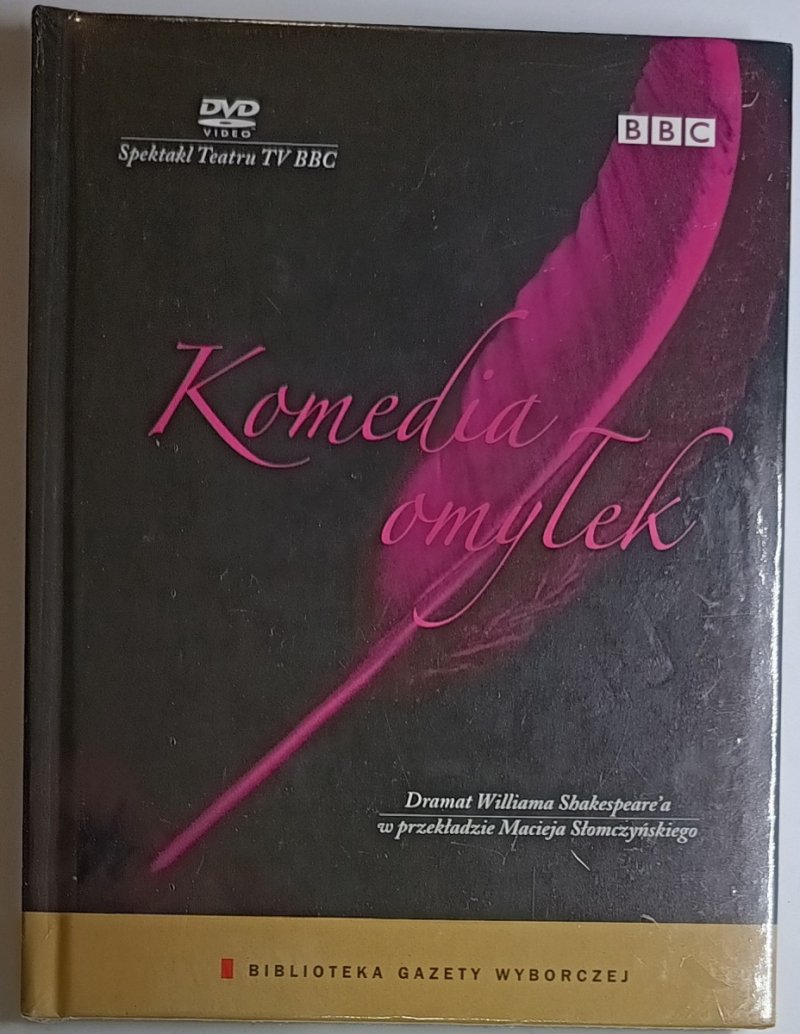 DVD
VIDEO
Spektakl Teatru TV BBC
BBC
Komedia
omyłek
Dramat Williama Shakespeare'a
w przekładzie Macieja Słomczyńskiego
BIBLIOTEKA GAZETY WYBORCZEJ